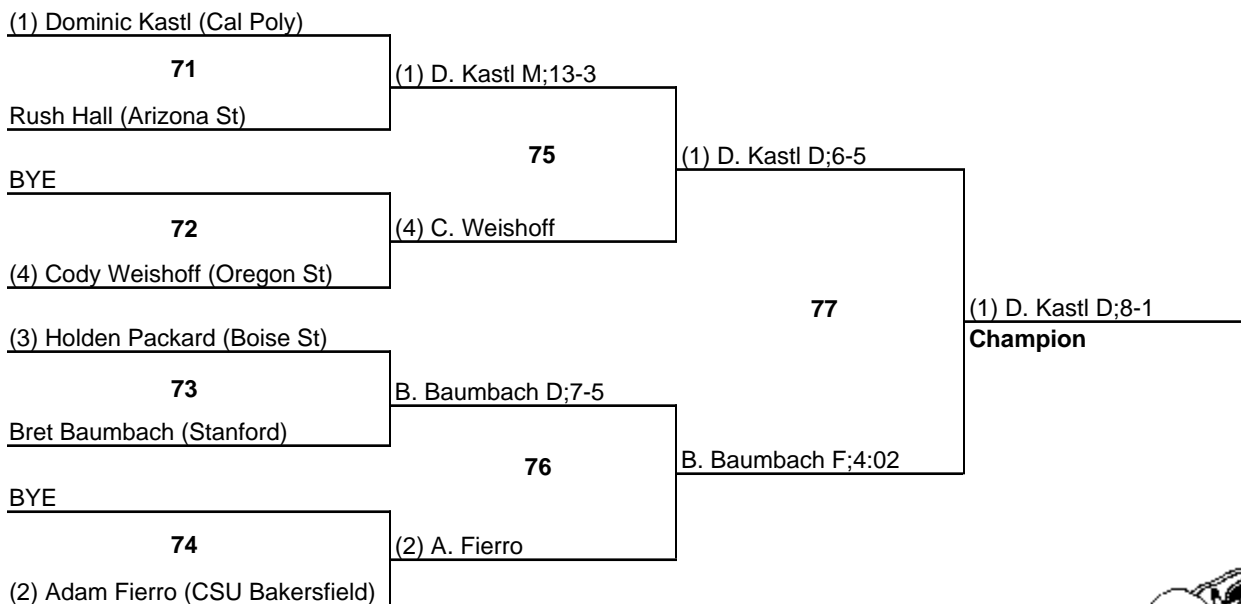 (1) Dominic Kastl (Cal Poly)
71
(1) D. Kastl M;13-3
Rush Hall (Arizona St)
75
(1) D. Kastl D;6-5
BYE
72
(4) C. Weishoff
(4) Cody Weishoff (Oregon St)
77
(1) D. Kastl D;8-1
Champion
(3) Holden Packard (Boise St)
73
B. Baumbach D;7-5
Bret Baumbach (Stanford)
76
B. Baumbach F;4:02
BYE
74
(2) A. Fierro
(2) Adam Fierro (CSU Bakersfield)